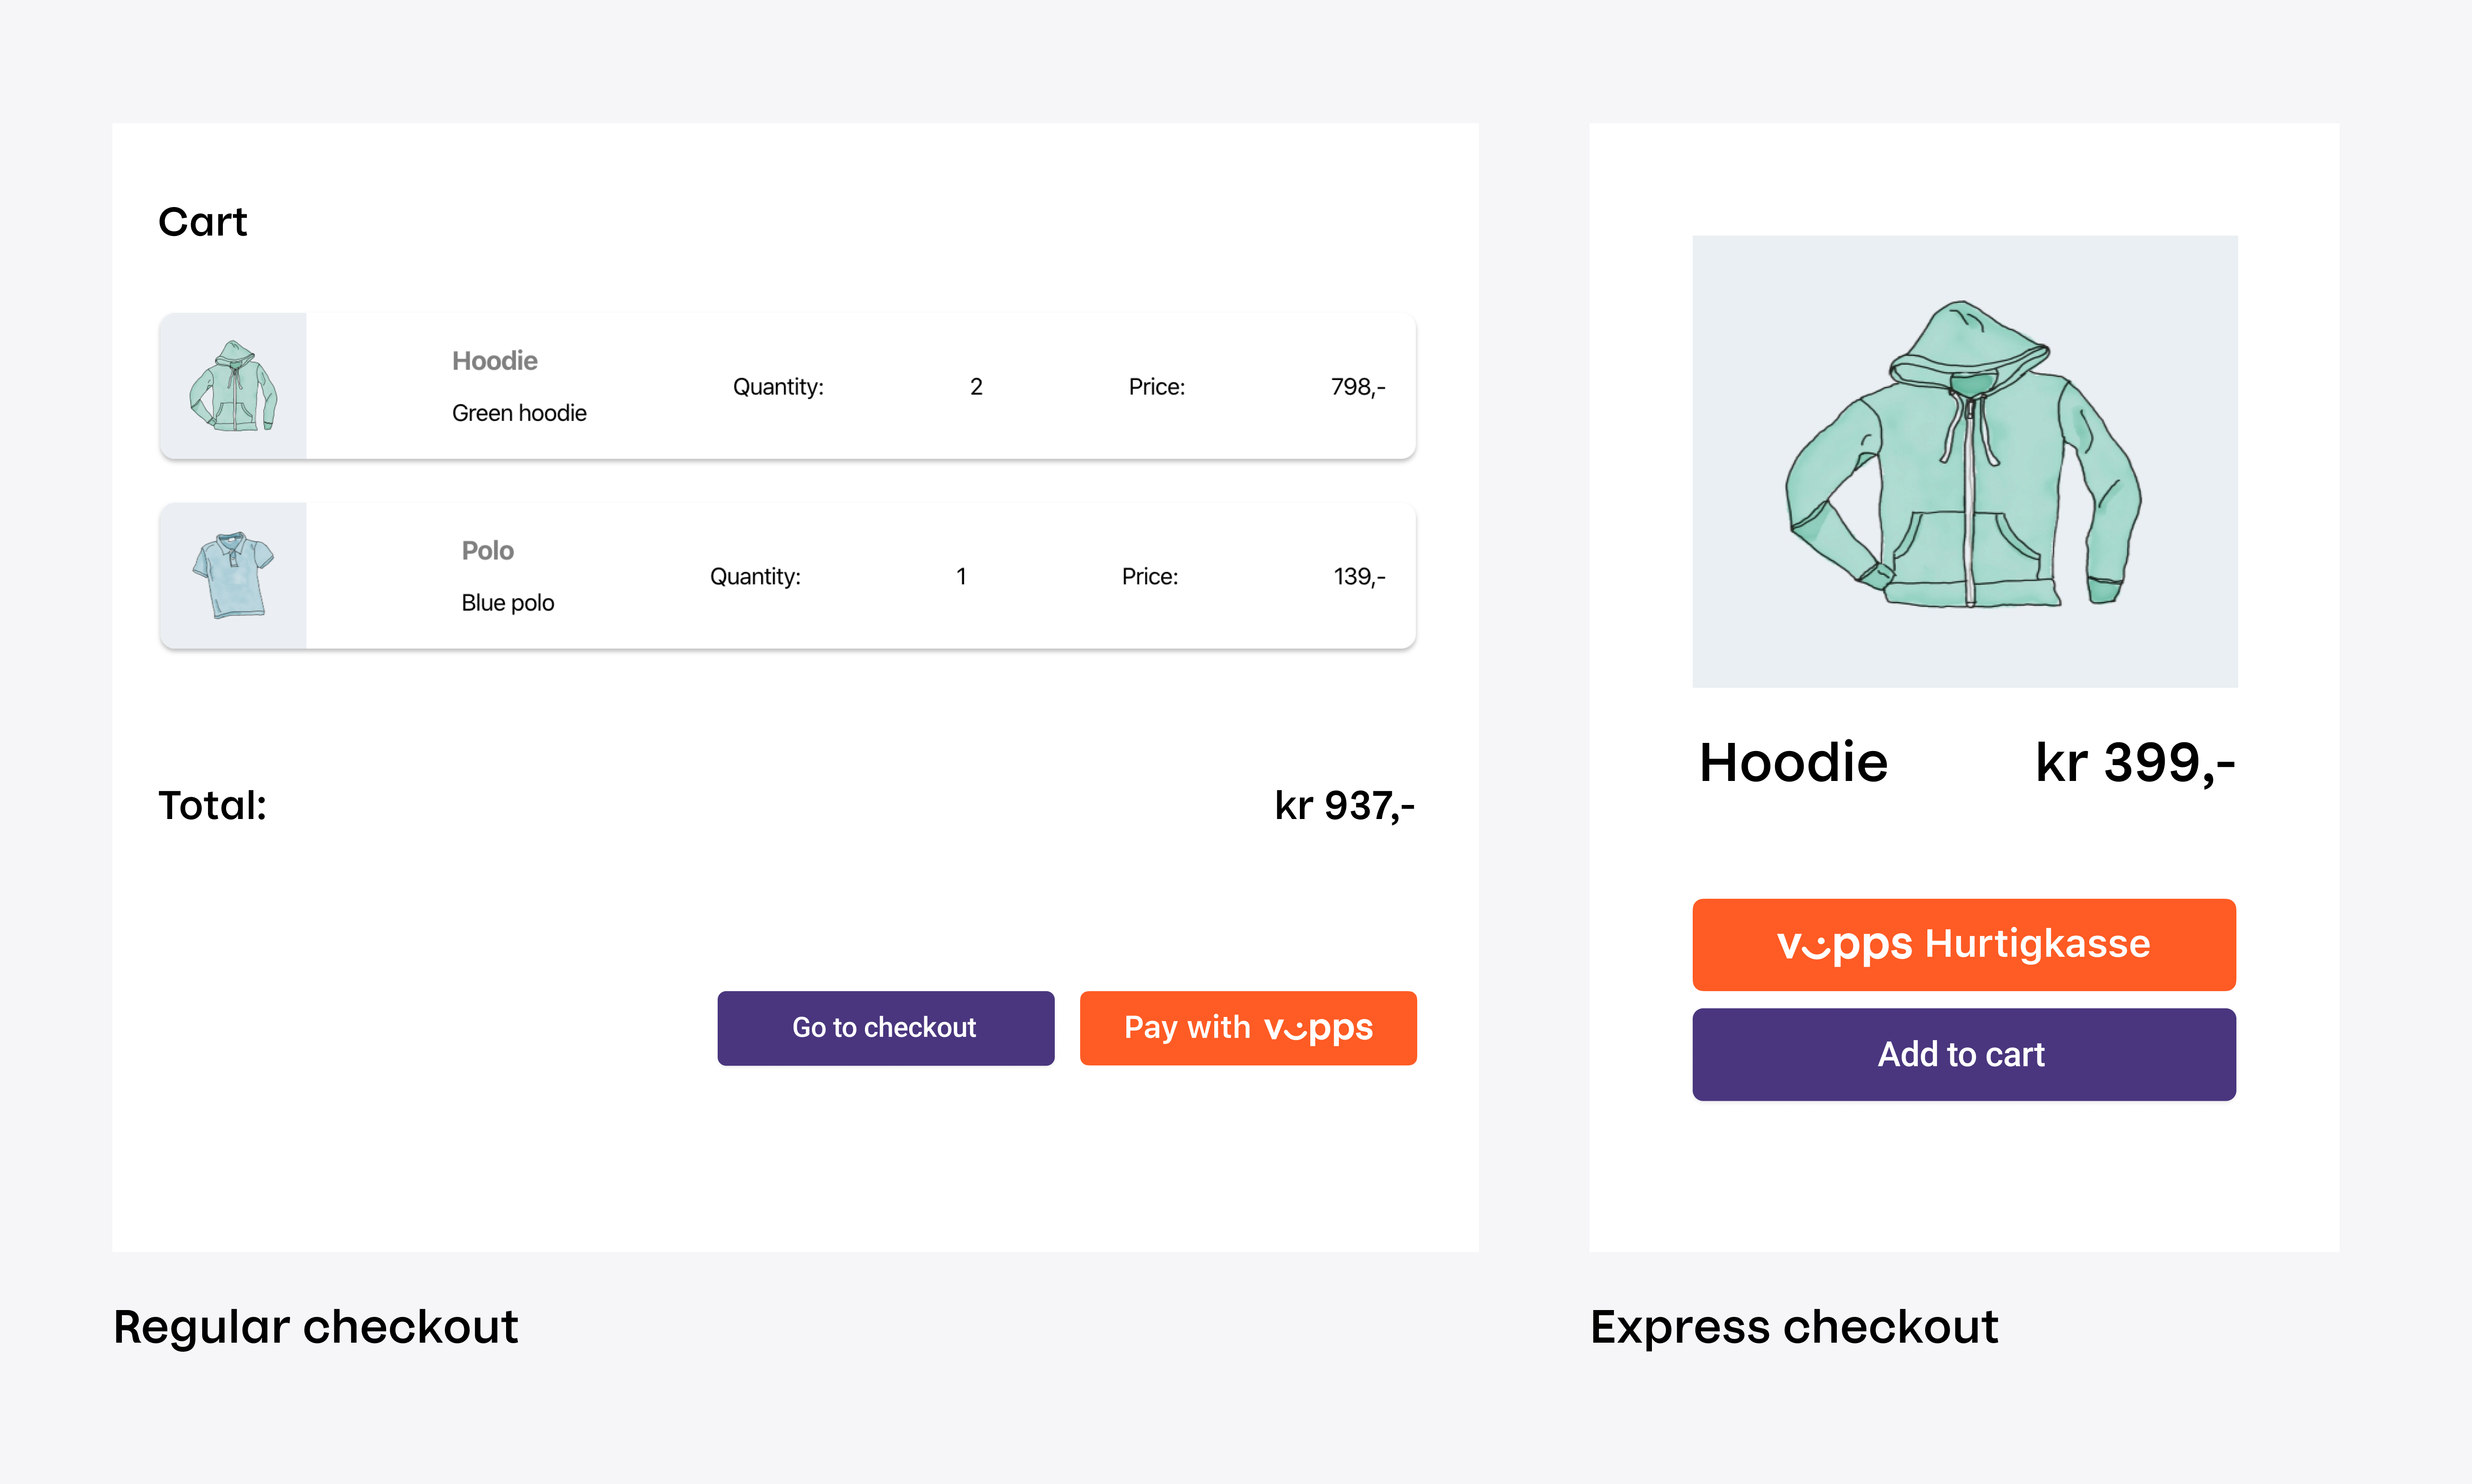 Cart
Hoodie
Green hoodie
Quantity: 2 Price: 798,-
Polo
Blue polo
Quantity: 1 Price: 139,-
Total: kr 937,-
Go to checkout
Pay with vipps
Regular checkout
Hoodie kr 399,-
vipps Hurtigkasse
Add to cart
Express checkout